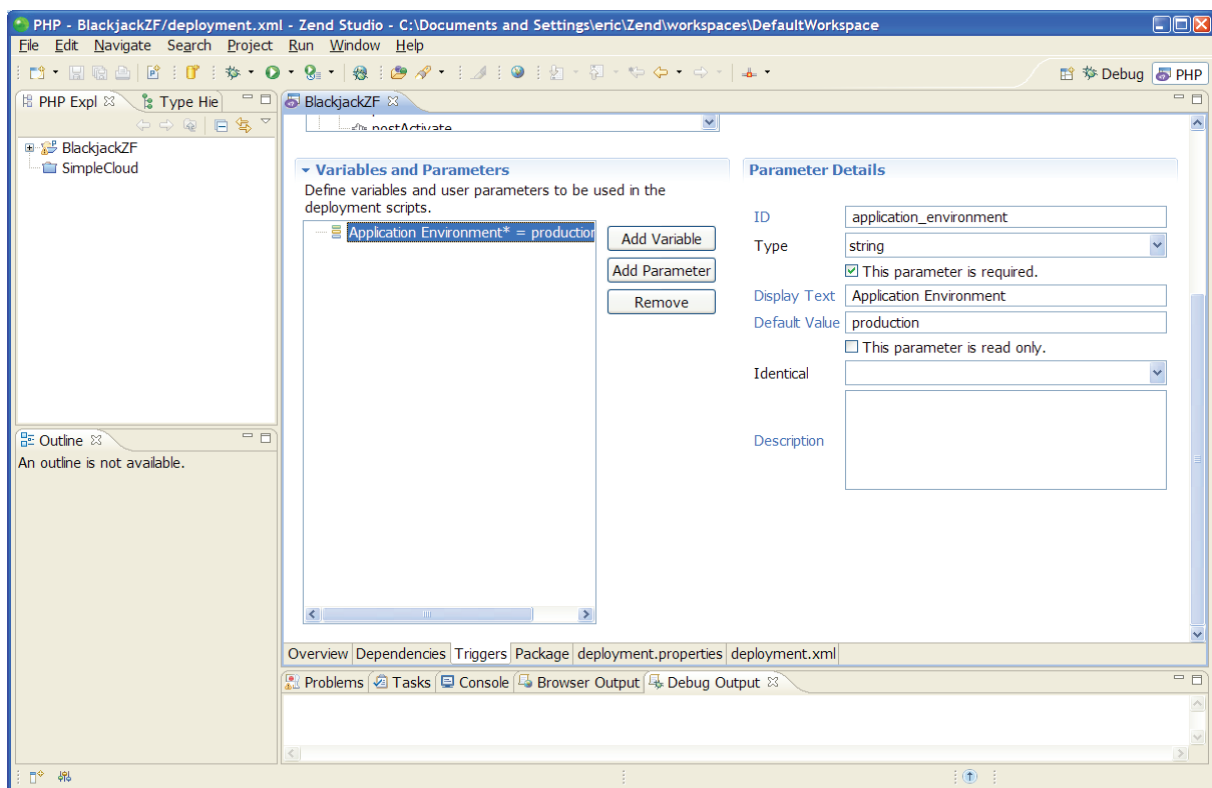 PHP - BlackjackZF/deployment.xml - Zend Studio - C:\Documents and Settings\eric\Zend\workspaces\DefaultWorkspace
File Edit Navigate Search Project Run Window Help
Debug PHP
PHP Expl Type Hie
BlackjackZF
SimpleCloud
Outline
An outline is not available.
BlackjackZF
postActivate
Variables and Parameters
Define variables and user parameters to be used in the
deployment scripts.
Application Environment* = production
Add Variable
Add Parameter
Remove
Parameter Details
ID application_environment
Type string
This parameter is required.
Display Text Application Environment
Default Value production
This parameter is read only.
Identical
Description
Overview Dependencies Triggers Package deployment.properties deployment.xml
Problems Tasks Console Browser Output Debug Output